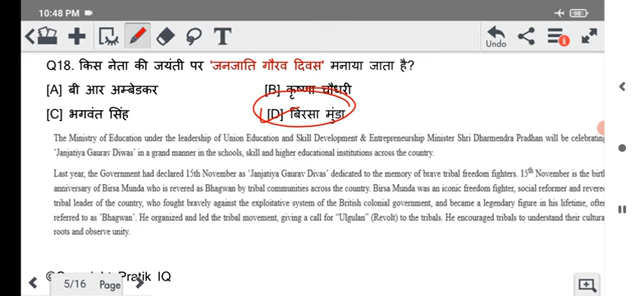 10:48 PM
Undo
Q18. किस नेता की जयंती पर 'जनजाति गौरव दिवस' मनाया जाता है?
[A] बी आर अम्बेडकर [B] कृष्णा चौधरी
[C] भगवंत सिंह [D] बिरसा मुंडा
The Ministry of Education under the leadership of Union Education and Skill Development & Entrepreneurship Minister Shri Dharmendra Pradhan will be celebrating
'Janjatiya Gaurav Diwas' in a grand manner in the schools, skill and higher educational institutions across the country.
Last year, the Government had declared 15th November as 'Janjatiya Gaurav Divas' dedicated to the memory of brave tribal freedom fighters. 15th November is the birth
anniversary of Birsa Munda who is revered as Bhagwan by tribal communities across the country. Birsa Munda was an iconic freedom fighter, social reformer and revered
tribal leader of the country, who fought bravely against the exploitative system of the British colonial government, and became a legendary figure in his lifetime, often
referred to as 'Bhagwan'. He organized and led the tribal movement, giving a call for "Ulgulan" (Revolt) to the tribals. He encouraged tribals to understand their cultural
roots and observe unity.
5/16 Pratik IQ